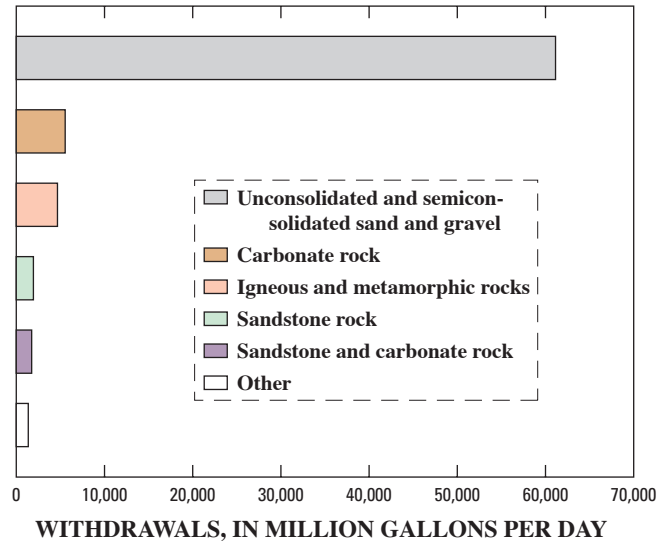 Unconsolidated and semicon-
solidated sand and gravel
Carbonate rock
Igneous and metamorphic rocks
Sandstone rock
Sandstone and carbonate rock
Other
0 10,000 20,000 30,000 40,000 50,000 60,000 70,000
WITHDRAWALS, IN MILLION GALLONS PER DAY